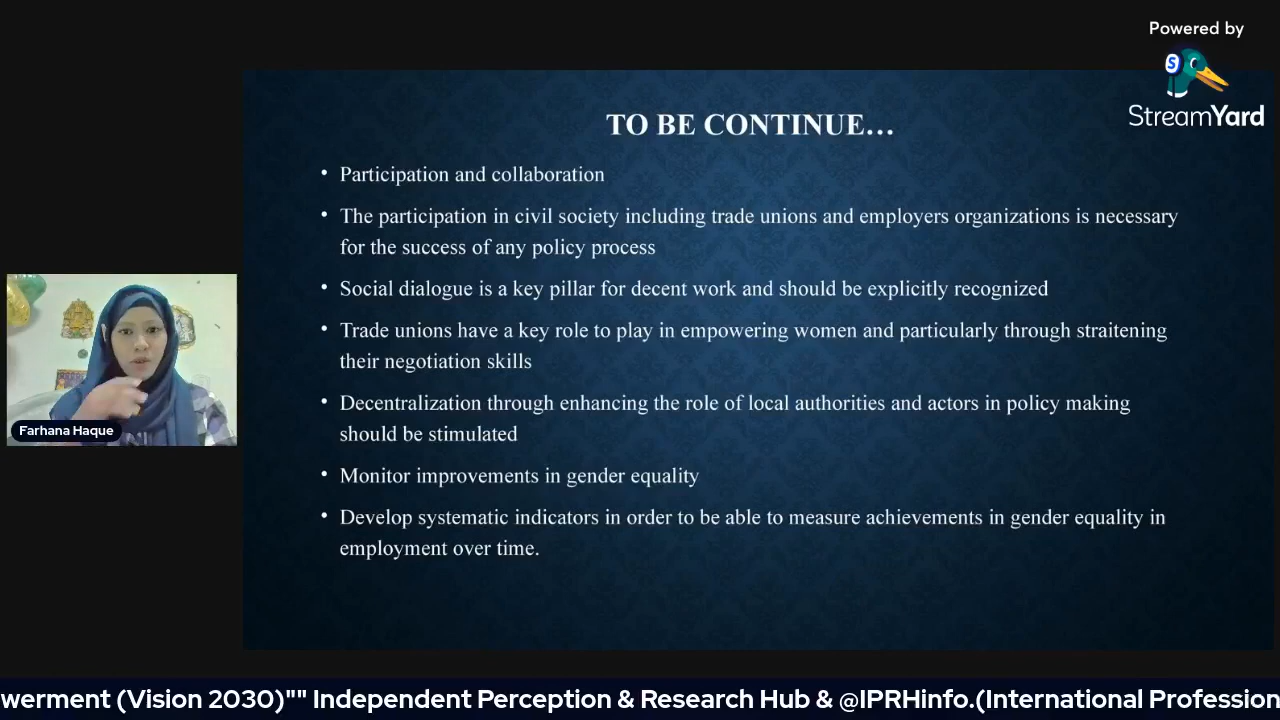 Powered by
StreamYard
TO BE CONTINUE…
• Participation and collaboration
• The participation in civil society including trade unions and employers organizations is necessary
for the success of any policy process
• Social dialogue is a key pillar for decent work and should be explicitly recognized
• Trade unions have a key role to play in empowering women and particularly through straitening
their negotiation skills
• Decentralization through enhancing the role of local authorities and actors in policy making
should be stimulated
• Monitor improvements in gender equality
• Develop systematic indicators in order to be able to measure achievements in gender equality in
employment over time.
Farhana Haque
werment (Vision 2030)"" Independent Perception & Research Hub & @IPRHinfo.(International Profession